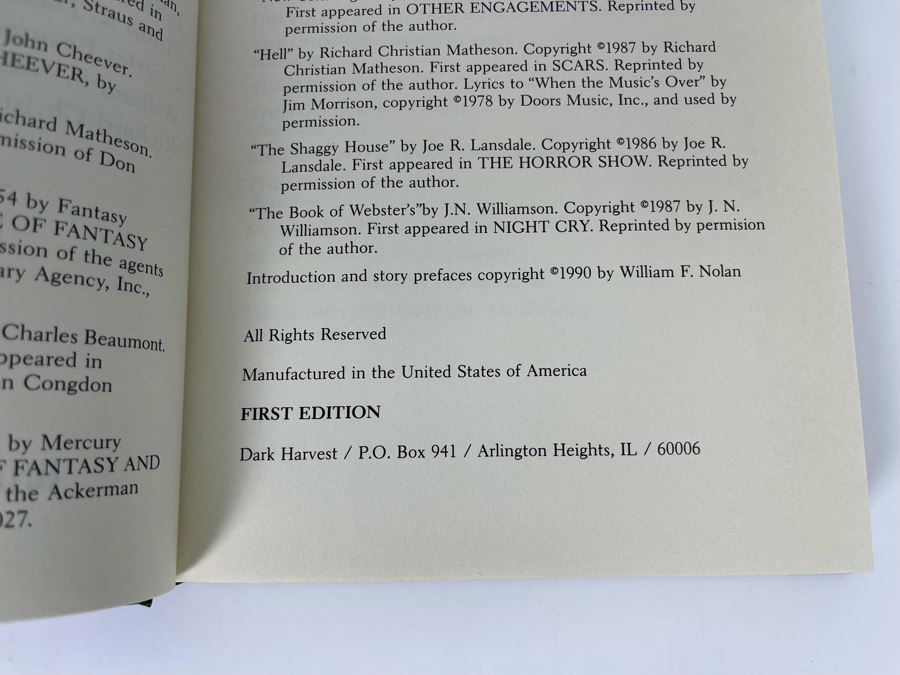 ed in
Straus and
John Cheever.
HEEVER, by
ichard Matheson.
mission of Don
54 by Fantasy
OF FANTASY
ssion of the agents
ary Agency, Inc.,
Charles Beaumont.
ppeared in
n Congdon
by Mercury
F FANTASY AND
the Ackerman
027.
First appeared in OTHER ENGAGEMENTS. Reprinted by
permission of the author.
“Hell” by Richard Christian Matheson. Copyright ©1987 by Richard
Christian Matheson. First appeared in SCARS. Reprinted by
permission of the author. Lyrics to “When the Music’s Over” by
Jim Morrison, copyright ©1978 by Doors Music, Inc., and used by
permission.
“The Shaggy House” by Joe R. Lansdale. Copyright ©1986 by Joe R.
Lansdale. First appeared in THE HORROR SHOW. Reprinted by
permission of the author.
“The Book of Webster’s”by J.N. Williamson. Copyright ©1987 by J. N.
Williamson. First appeared in NIGHT CRY. Reprinted by permision
of the author.
Introduction and story prefaces copyright ©1990 by William F. Nolan
All Rights Reserved
Manufactured in the United States of America
FIRST EDITION
Dark Harvest / P.O. Box 941 / Arlington Heights, IL / 60006